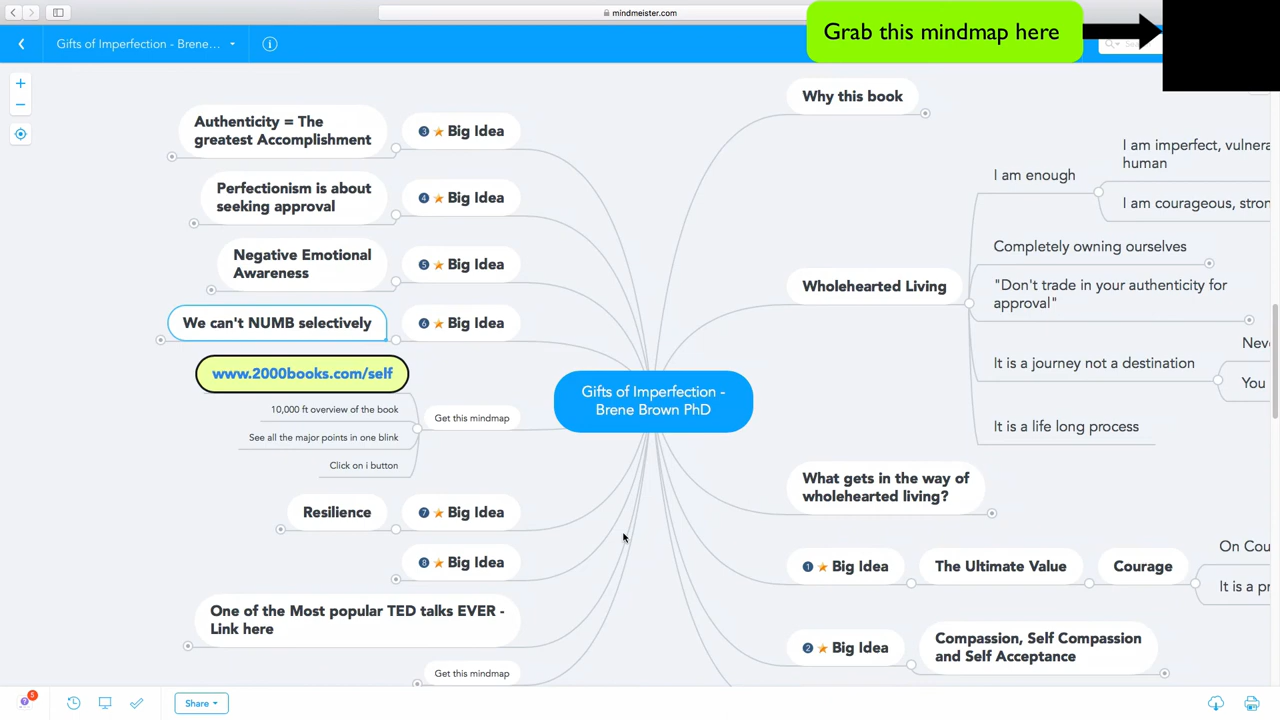 mindmeister.com
Grab this mindmap here
Gifts of Imperfection - Brene...
Why this book
Authenticity = The
greatest Accomplishment
3 Big Idea
I am imperfect, vulnera
human
I am enough
I am courageous, stron
Perfectionism is about
seeking approval
4 Big Idea
Completely owning ourselves
Negative Emotional
Awareness
5 Big Idea
Wholehearted Living
"Don't trade in your authenticity for
approval"
We can't NUMB selectively
6 Big Idea
Neve
It is a journey not a destination
You
www.2000books.com/self
Gifts of Imperfection -
Brene Brown PhD
10,000 ft overview of the book
Get this mindmap
It is a life long process
See all the major points in one blink
Click on i button
What gets in the way of
wholehearted living?
Resilience
7 Big Idea
On Cou
8 Big Idea
1 Big Idea
The Ultimate Value
Courage
It is a pr
One of the Most popular TED talks EVER -
Link here
2 Big Idea
Compassion, Self Compassion
and Self Acceptance
Get this mindmap
5
Share